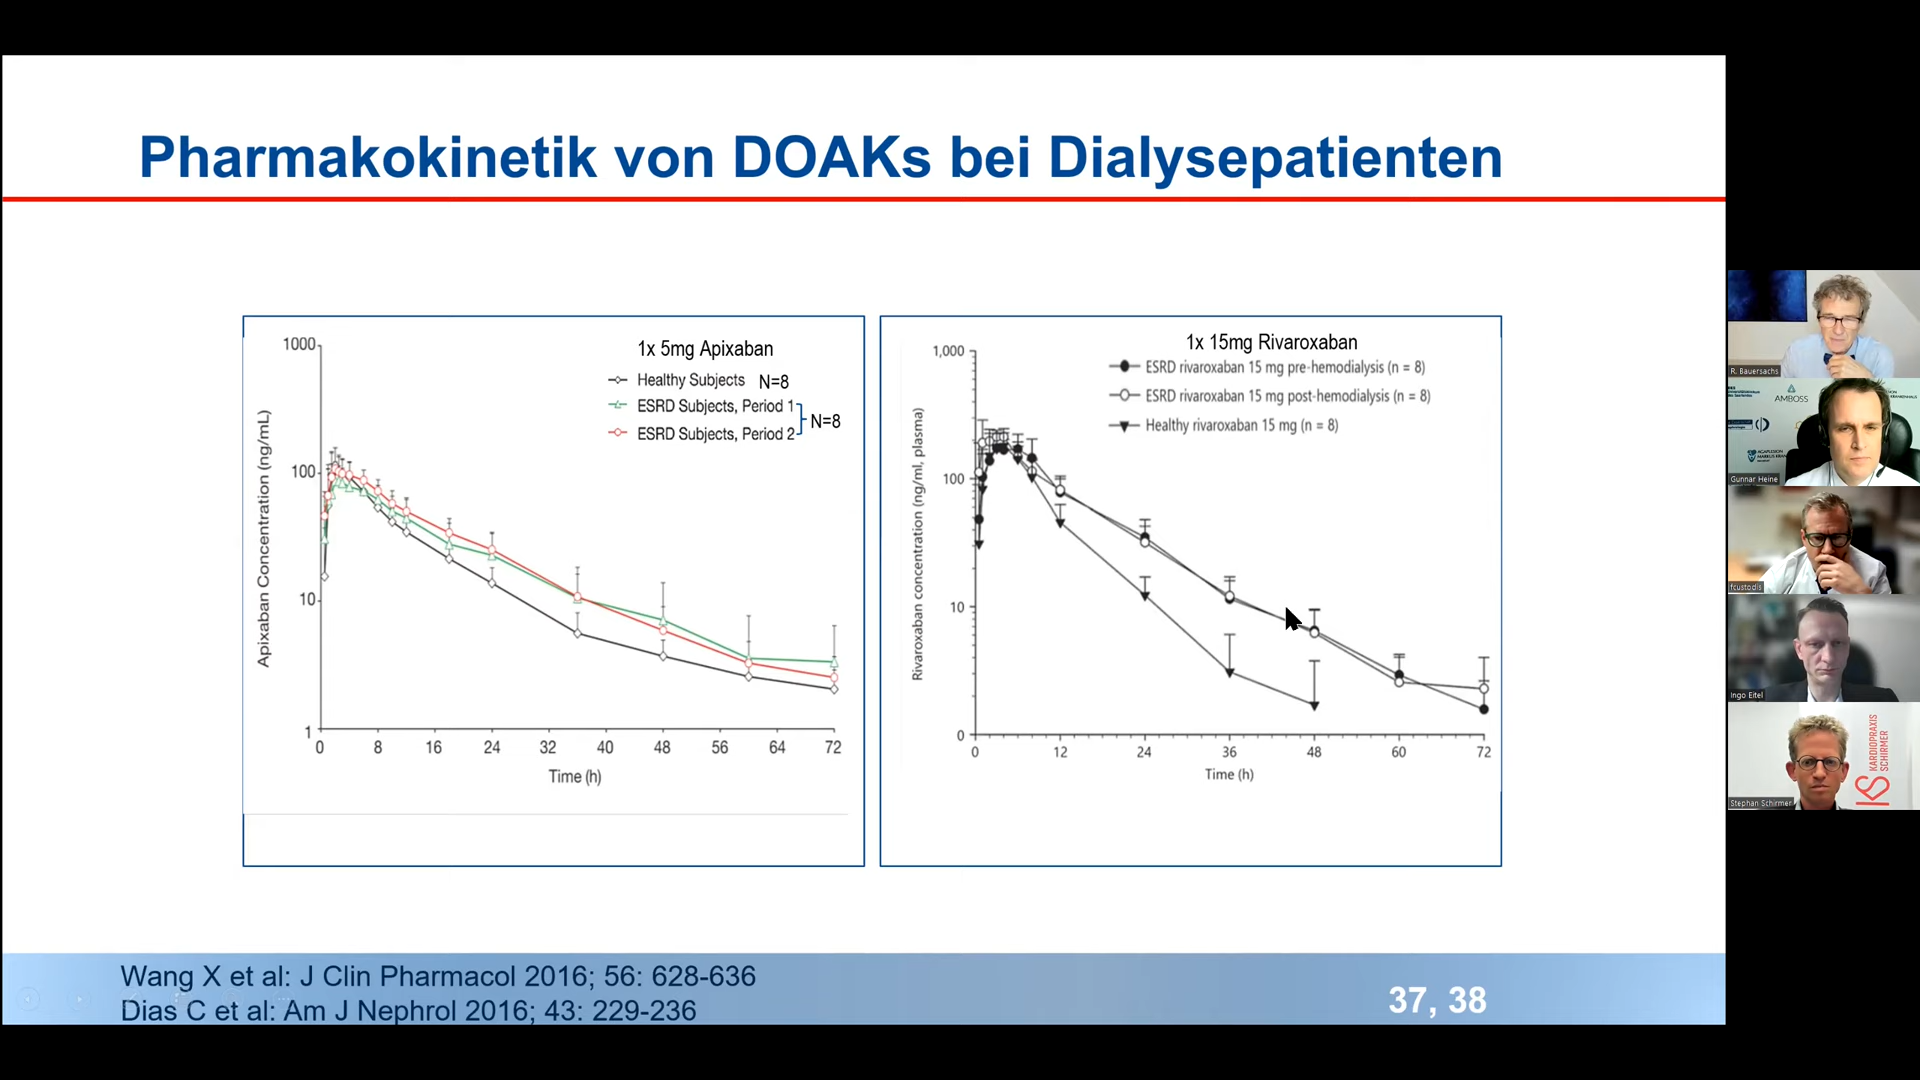 Pharmakokinetik von DOAKs bei Dialysepatienten
1x 5mg Apixaban
Healthy Subjects N=8
ESRD Subjects, Period 1
ESRD Subjects, Period 2
N=8
Apixaban Concentration (ng/mL)
1000
100
10
1
0 8 16 24 32 40 48 56 64 72
Time (h)
1x 15mg Rivaroxaban
ESRD rivaroxaban 15 mg pre-hemodialysis (n = 8)
ESRD rivaroxaban 15 mg post-hemodialysis (n = 8)
Healthy rivaroxaban 15 mg (n = 8)
Rivaroxaban concentration (ng/ml, plasma)
1,000
100
10
0
0 12 24 36 48 60 72
Time (h)
Wang X et al: J Clin Pharmacol 2016; 56: 628-636
Dias C et al: Am J Nephrol 2016; 43: 229-236
37, 38
R. Bauersachs
AMBOSS
Gunnar Heine
fcustodis
Ingo Eitel
KARDIOPRAXIS
SCHIRMER
KS
Stephan Schirmer